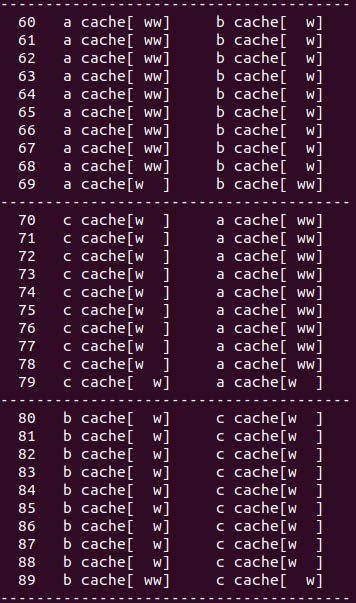 ----------------------------------------
60   a cache[ ww]     b cache[  w]
61   a cache[ ww]     b cache[  w]
62   a cache[ ww]     b cache[  w]
63   a cache[ ww]     b cache[  w]
64   a cache[ ww]     b cache[  w]
65   a cache[ ww]     b cache[  w]
66   a cache[ ww]     b cache[  w]
67   a cache[ ww]     b cache[  w]
68   a cache[ ww]     b cache[  w]
69   a cache[w  ]     b cache[ ww]
----------------------------------------
70   c cache[w  ]     a cache[ ww]
71   c cache[w  ]     a cache[ ww]
72   c cache[w  ]     a cache[ ww]
73   c cache[w  ]     a cache[ ww]
74   c cache[w  ]     a cache[ ww]
75   c cache[w  ]     a cache[ ww]
76   c cache[w  ]     a cache[ ww]
77   c cache[w  ]     a cache[ ww]
78   c cache[w  ]     a cache[ ww]
79   c cache[  w]     a cache[w  ]
----------------------------------------
80   b cache[  w]     c cache[w  ]
81   b cache[  w]     c cache[w  ]
82   b cache[  w]     c cache[w  ]
83   b cache[  w]     c cache[w  ]
84   b cache[  w]     c cache[w  ]
85   b cache[  w]     c cache[w  ]
86   b cache[  w]     c cache[w  ]
87   b cache[  w]     c cache[w  ]
88   b cache[  w]     c cache[w  ]
89   b cache[ ww]     c cache[  w]
----------------------------------------